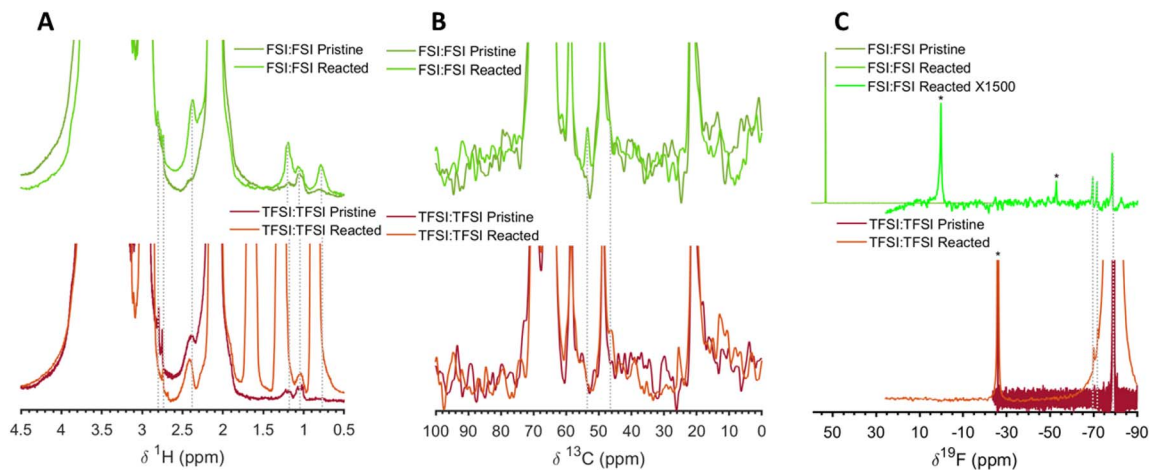 A
FSI:FSI Pristine
FSI:FSI Reacted
TFSI:TFSI Pristine
TFSI:TFSI Reacted
4.5 3.5 2.5 1.5 0.5
4 3 2 1
δ ¹H (ppm)
B
FSI:FSI Pristine
FSI:FSI Reacted
TFSI:TFSI Pristine
TFSI:TFSI Reacted
100 90 80 70 60 50 40 30 20 10 0
δ ¹³C (ppm)
C
FSI:FSI Pristine
FSI:FSI Reacted
FSI:FSI Reacted X1500
*
*
TFSI:TFSI Pristine
TFSI:TFSI Reacted
*
50 30 10 -10 -30 -50 -70 -90
δ¹⁹F (ppm)